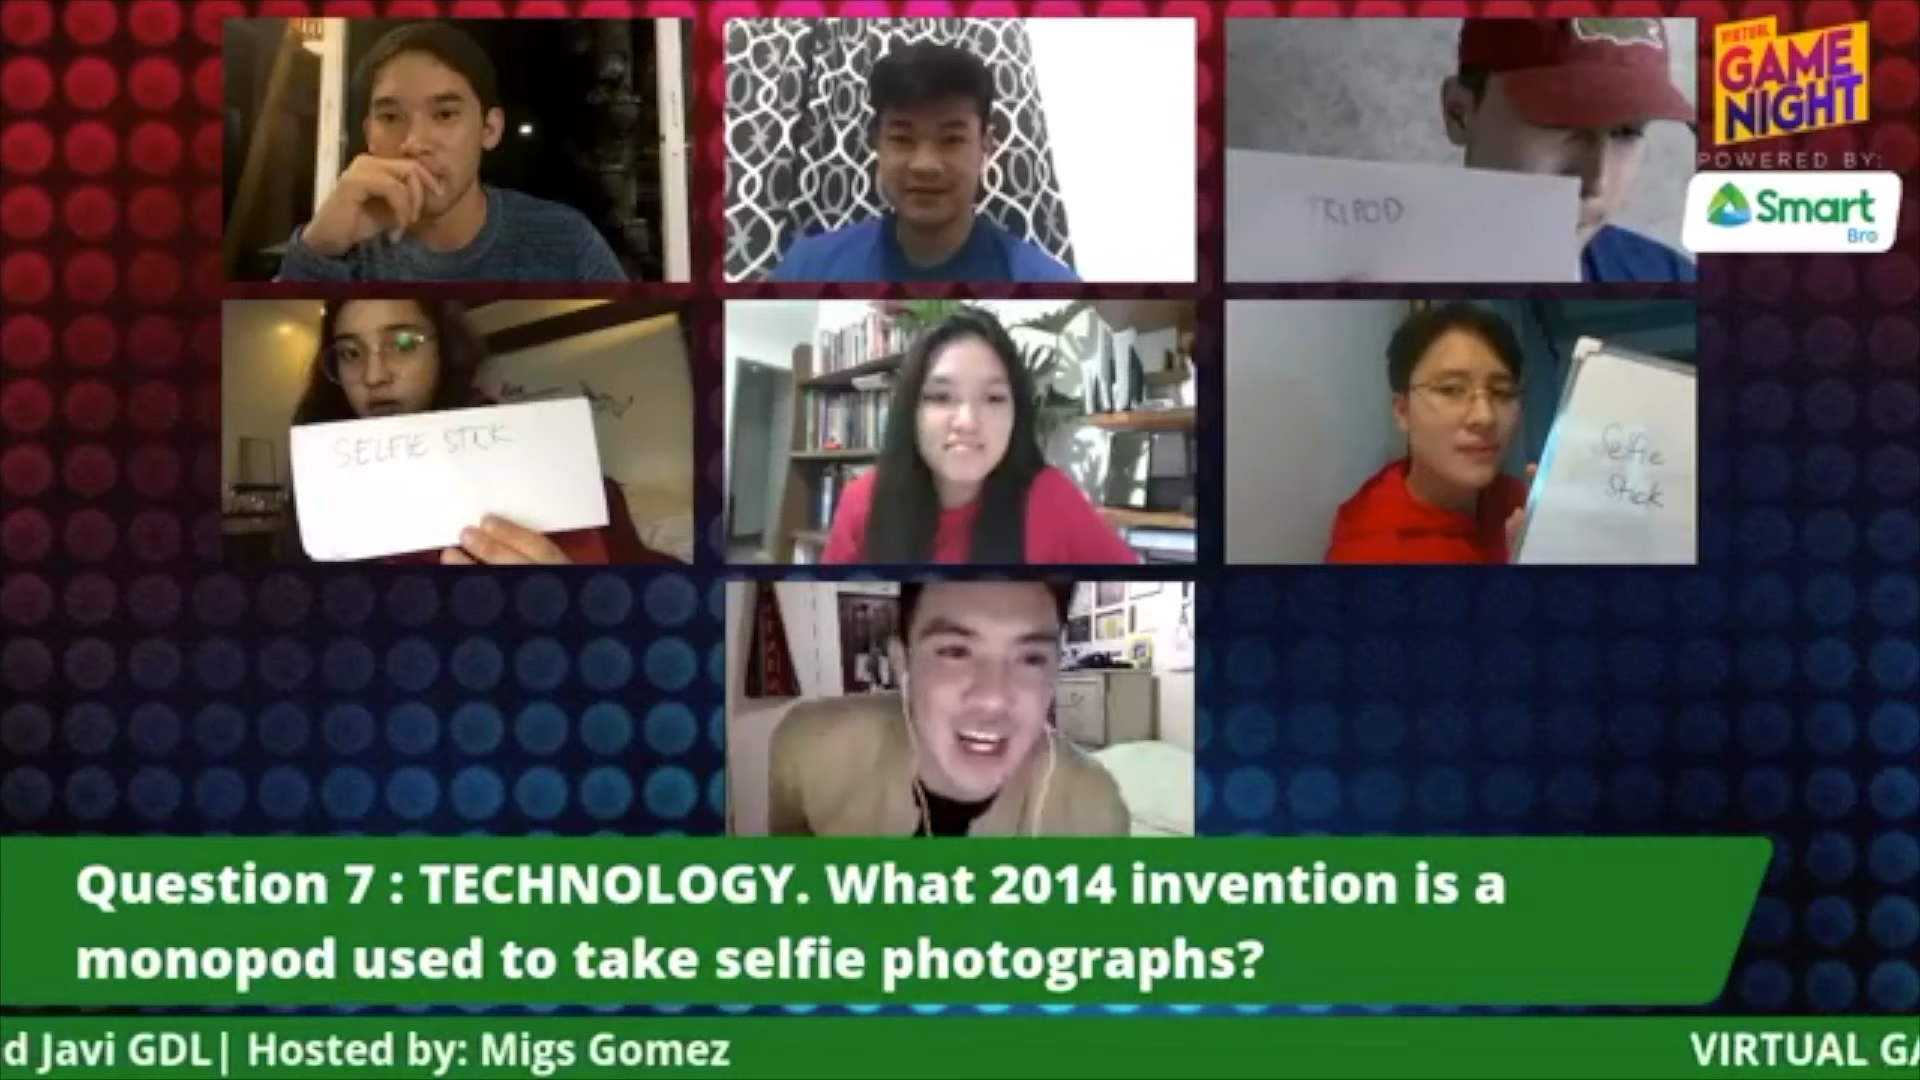 VIRTUAL
GAME
NIGHT
POWERED BY:
Smart
Bro
TRIPOD
SELFIE STICK
Selfie
Stick
Question 7 : TECHNOLOGY. What 2014 invention is a
monopod used to take selfie photographs?
d Javi GDL| Hosted by: Migs Gomez
VIRTUAL GA